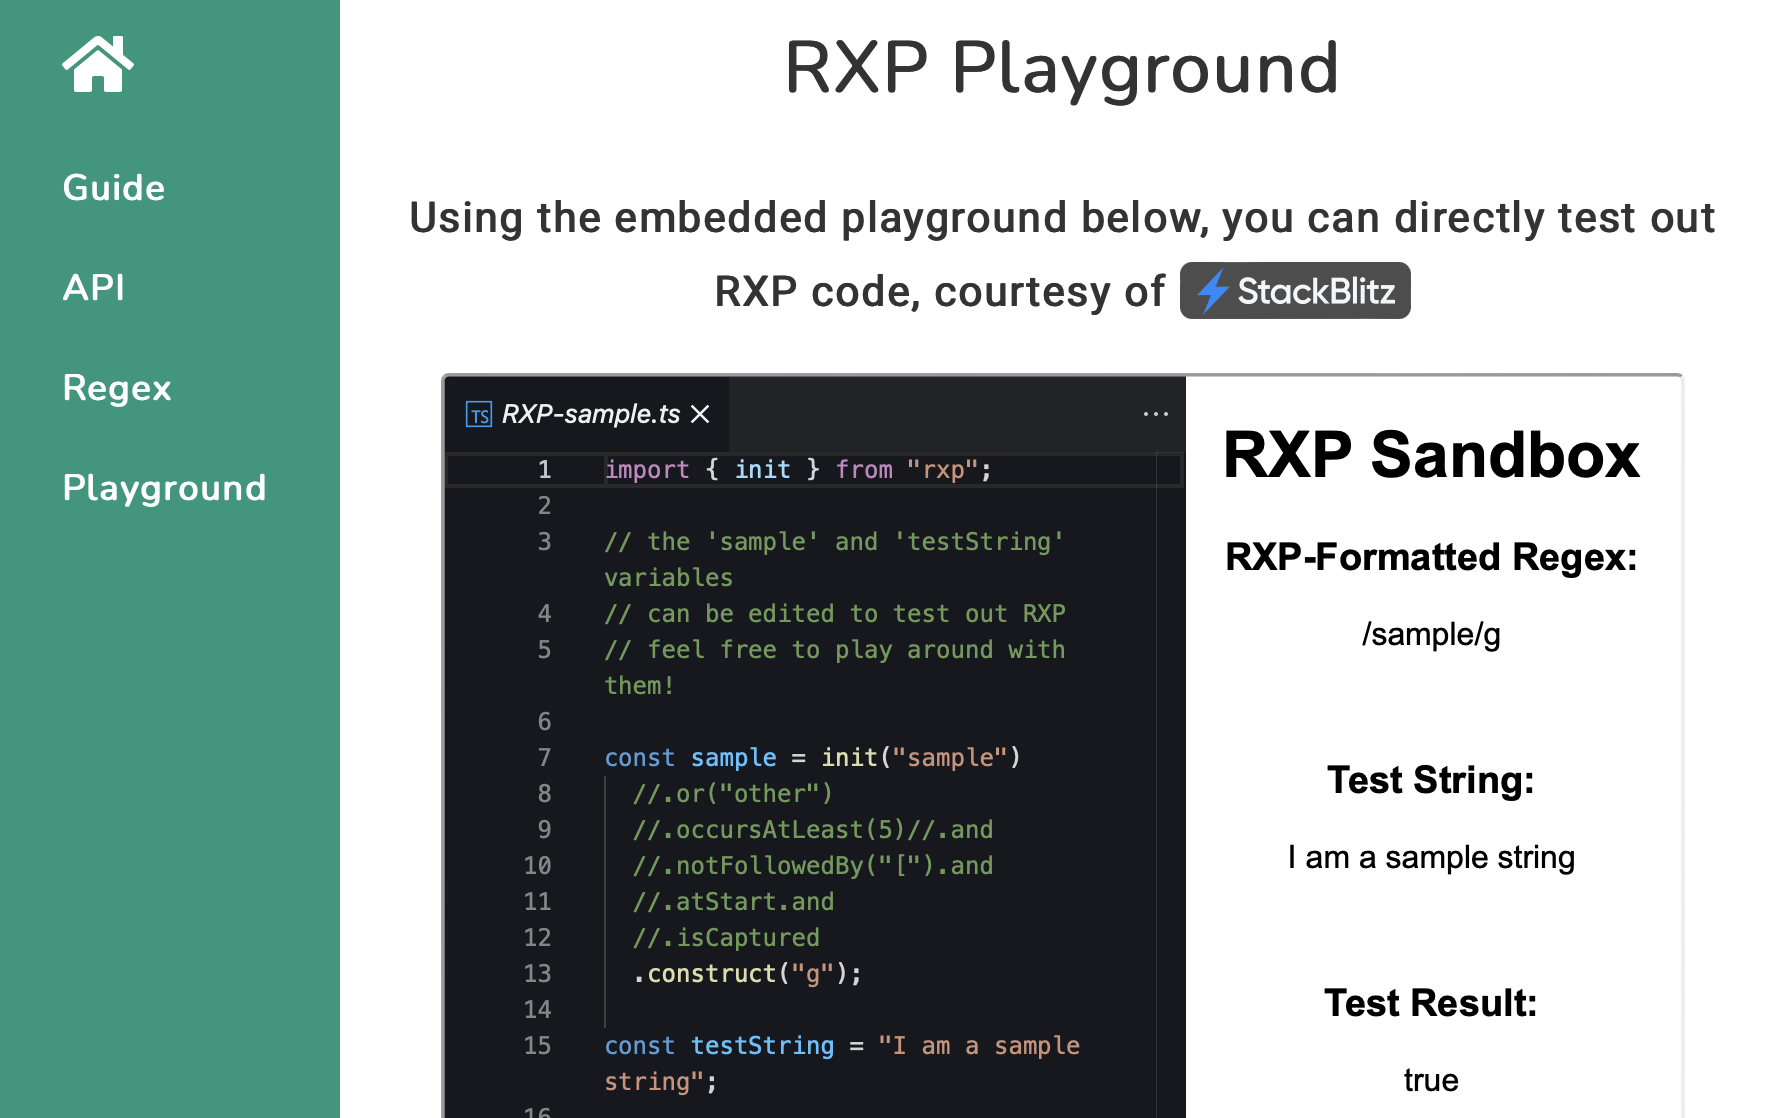 RXP Playground
Guide
API
Regex
Playground
Using the embedded playground below, you can directly test out
RXP code, courtesy of StackBlitz
TS RXP-sample.ts
1 import { init } from "rxp";
2
3 // the 'sample' and 'testString'
variables
4 // can be edited to test out RXP
5 // feel free to play around with
them!
6
7 const sample = init("sample")
8 //.or("other")
9 //.occursAtLeast(5)//.and
10 //.notFollowedBy("[").and
11 //.atStart.and
12 //.isCaptured
13 .construct("g");
14
15 const testString = "I am a sample
string";
16
RXP Sandbox
RXP-Formatted Regex:
/sample/g
Test String:
I am a sample string
Test Result:
true